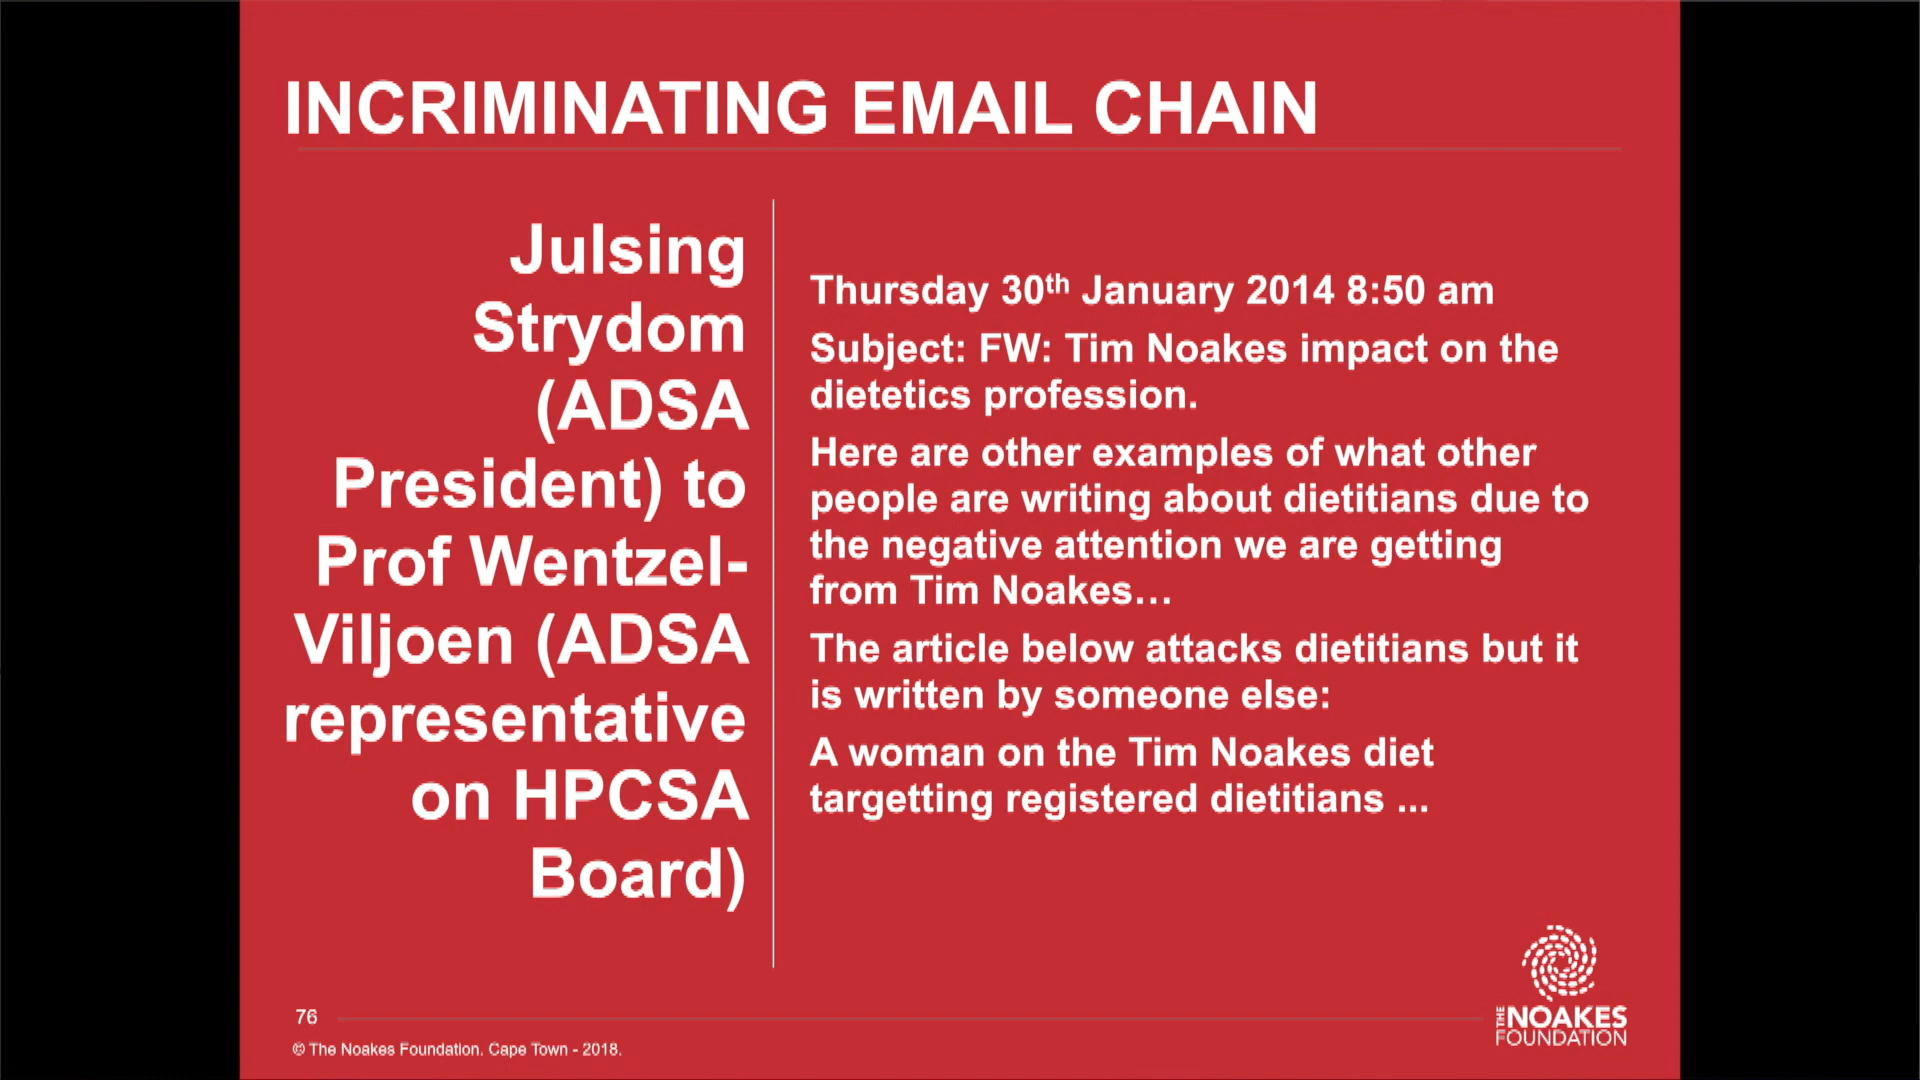 INCRIMINATING EMAIL CHAIN
Julsing
Strydom
(ADSA
President) to
Prof Wentzel-
Viljoen (ADSA
representative
on HPCSA
Board)
Thursday 30th January 2014 8:50 am
Subject: FW: Tim Noakes impact on the
dietetics profession.
Here are other examples of what other
people are writing about dietitians due to
the negative attention we are getting
from Tim Noakes…
The article below attacks dietitians but it
is written by someone else:
A woman on the Tim Noakes diet
targetting registered dietitians ...
76
© The Noakes Foundation. Cape Town - 2018.
THE NOAKES
FOUNDATION